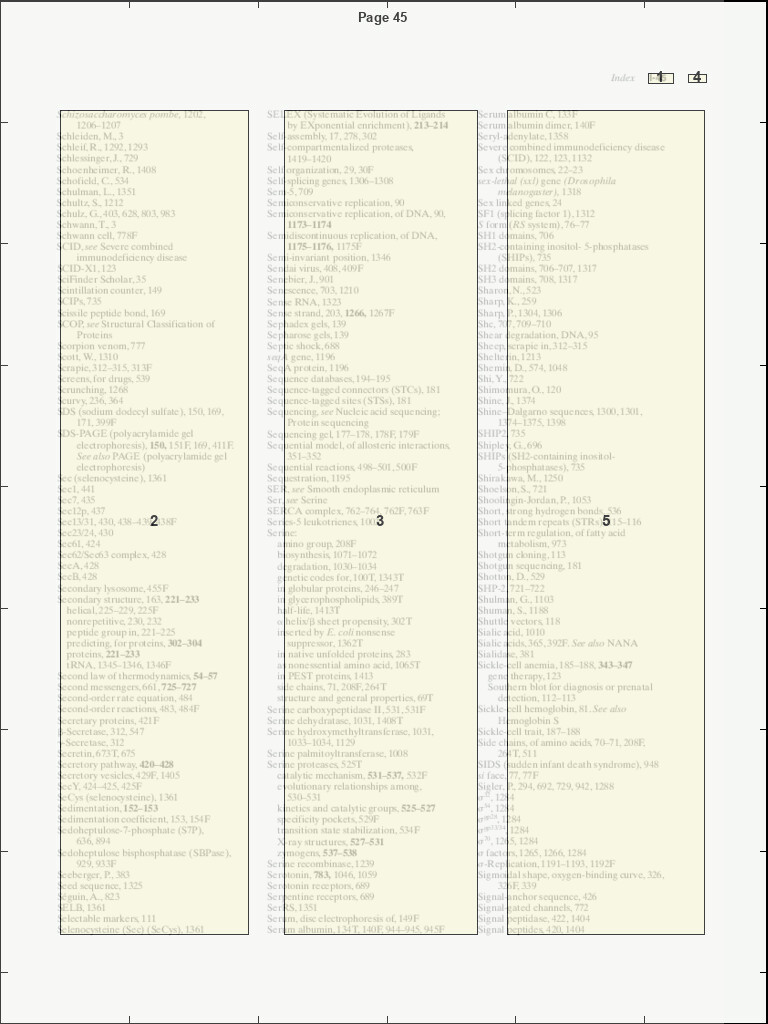 Page 45
Index
1 4
Schizosaccharomyces pombe, 1202,
1206–1207
Schleiden, M., 3
Schleif, R., 1292, 1293
Schlessinger, J., 729
Schoenheimer, R., 1408
Schofield, C., 534
Schulman, L., 1351
Schultz, S., 1212
Schulz, G., 403, 628, 803, 983
Schwann, T., 3
Schwann cell, 778F
SCID, see Severe combined
immunodeficiency disease
SCID-X1, 123
SciFinder Scholar, 35
Scintillation counter, 149
SCIPs, 735
Scissile peptide bond, 169
SCOP, see Structural Classification of
Proteins
Scorpion venom, 777
Scott, W., 1310
Scrapie, 312–315, 313F
Screens, for drugs, 539
Scrunching, 1268
Scurvy, 236, 364
SDS (sodium dodecyl sulfate), 150, 169,
171, 399F
SDS-PAGE (polyacrylamide gel
electrophoresis), 150, 151F, 169, 411F.
See also PAGE (polyacrylamide gel
electrophoresis)
Sec (selenocysteine), 1361
Sec1, 441
Sec7, 435
Sec12p, 437
Sec13/31, 430, 438–439, 438F
2
Sec23/24, 430
Sec61, 424
Sec62/Sec63 complex, 428
SecA, 428
SecB, 428
Secondary lysosome, 455F
Secondary structure, 163, 221–233
helical, 225–229, 225F
nonrepetitive, 230, 232
peptide group in, 221–225
predicting, for proteins, 302–304
proteins, 221–233
tRNA, 1345–1346, 1346F
Second law of thermodynamics, 54–57
Second messengers, 661, 725–727
Second-order rate equation, 484
Second-order reactions, 483, 484F
Secretary proteins, 421F
β-Secretase, 312, 547
γ-Secretase, 312
Secretin, 673T, 675
Secretory pathway, 420–428
Secretory vesicles, 429F, 1405
SecY, 424–425, 425F
SeCys (selenocysteine), 1361
Sedimentation, 152–153
Sedimentation coefficient, 153, 154F
Sedoheptulose-7-phosphate (S7P),
636, 894
Sedoheptulose bisphosphatase (SBPase),
929, 933F
Seeberger, P., 383
Seed sequence, 1325
Séguin, A., 823
SELB, 1361
Selectable markers, 111
Selenocysteine (Sec) (SeCys), 1361
SELEX (Systematic Evolution of Ligands
by EXponential enrichment), 213–214
Self-assembly, 17, 278, 302
Self-compartmentalized proteases,
1419–1420
Self-organization, 29, 30F
Self-splicing genes, 1306–1308
Sem-5, 709
Semiconservative replication, 90
Semiconservative replication, of DNA, 90,
1173–1174
Semidiscontinuous replication, of DNA,
1175–1176, 1175F
Semi-invariant position, 1346
Sendai virus, 408, 409F
Senebier, J., 901
Senescence, 703, 1210
Sense RNA, 1323
Sense strand, 203, 1266, 1267F
Sephadex gels, 139
Sepharose gels, 139
Septic shock, 688
seqA gene, 1196
SeqA protein, 1196
Sequence databases, 194–195
Sequence-tagged connectors (STCs), 181
Sequence-tagged sites (STSs), 181
Sequencing, see Nucleic acid sequencing;
Protein sequencing
Sequencing gel, 177–178, 178F, 179F
Sequential model, of allosteric interactions,
351–352
Sequential reactions, 498–501, 500F
Sequestration, 1195
SER, see Smooth endoplasmic reticulum
Ser, see Serine
SERCA complex, 762–764, 762F, 763F
Series-5 leukotrienes,
3
Serine:
amino group, 208F
biosynthesis, 1071–1072
degradation, 1030–1034
genetic codes for, 100T, 1343T
in globular proteins, 246–247
in glycerophospholipids, 389T
half-life, 1413T
α helix/β sheet propensity, 302T
inserted by E. coli nonsense
suppressor, 1362T
in native unfolded proteins, 283
as nonessential amino acid, 1065T
in PEST proteins, 1413
side chains, 71, 208F, 264T
structure and general properties, 69T
Serine carboxypeptidase II, 531, 531F
Serine dehydratase, 1031, 1408T
Serine hydroxymethyltransferase, 1031,
1033–1034, 1129
Serine palmitoyltransferase, 1008
Serine proteases, 525T
catalytic mechanism, 531–537, 532F
evolutionary relationships among,
530–531
kinetics and catalytic groups, 525–527
specificity pockets, 529F
transition state stabilization, 534F
X-ray structures, 527–531
zymogens, 537–538
Serine recombinase, 1239
Serotonin, 783, 1046, 1059
Serotonin receptors, 689
Serpentine receptors, 689
SerRS, 1351
Serum, disc electrophoresis of, 149F
Serum albumin, 134T, 140F, 944–945, 945F
Serum albumin C, 133F
Serum albumin dimer, 140F
Seryl-adenylate, 1358
Severe combined immunodeficiency disease
(SCID), 122, 123, 1132
Sex chromosomes, 22–23
sex-lethal (sxl) gene (Drosophila
melanogaster), 1318
Sex linked genes, 24
SF1 (splicing factor 1), 1312
S form (RS system), 76–77
SH1 domains, 706
SH2-containing inositol- 5-phosphatases
(SHIPs), 735
SH2 domains, 706–707, 1317
SH3 domains, 708, 1317
Sharon, N., 523
Sharp, K., 259
Sharp, P., 1304, 1306
She, 707, 709–710
Shear degradation, DNA, 95
Sheep, scrapie in, 312–315
Shelterin, 1213
Shemin, D., 574, 1048
Shi, Y., 722
Shimomura, O., 120
Shine, J., 1374
Shine–Dalgarno sequences, 1300, 1301,
1374–1375, 1398
SHIP2, 735
Shipley, G., 696
SHIPs (SH2-containing inositol-
5-phosphatases), 735
Shirakawa, M., 1250
Shoelson, S., 721
Shoolingin-Jordan, P., 1053
Short, strong hydrogen bonds, 536
Short tandem repeats (STRs), 115–116
5
Short-term regulation, of fatty acid
metabolism, 973
Shotgun cloning, 113
Shotgun sequencing, 181
Shotton, D., 529
SHP-2, 721–722
Shulman, G., 1103
Shuman, S., 1188
Shuttle vectors, 118
Sialic acid, 1010
Sialic acids, 365, 392F. See also NANA
Sialidase, 381
Sickle-cell anemia, 185–188, 343–347
gene therapy, 123
Southern blot for diagnosis or prenatal
detection, 112–113
Sickle-cell hemoglobin, 81. See also
Hemoglobin S
Sickle-cell trait, 187–188
Side chains, of amino acids, 70–71, 208F,
264T, 511
SIDS (sudden infant death syndrome), 948
si face, 77, 77F
Sigler, P., 294, 692, 729, 942, 1288
1284
1284
1284
1284
1265, 1284
σ factors, 1265, 1266, 1284
σ-Replication, 1191–1193, 1192F
Sigmoidal shape, oxygen-binding curve, 326,
326F, 339
Signal-anchor sequence, 426
Signal-gated channels, 772
Signal peptidase, 422, 1404
Signal peptides, 420, 1404